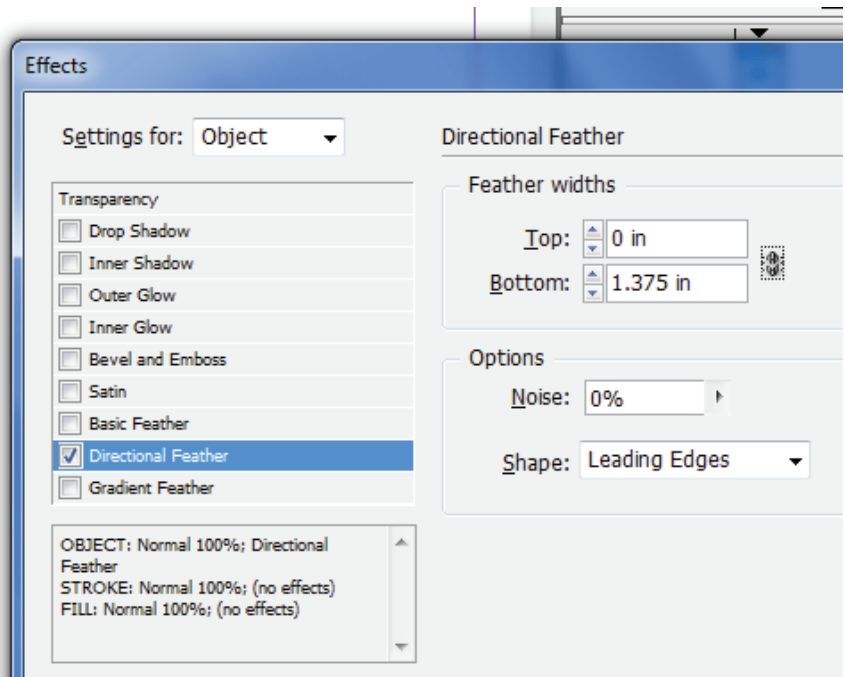 Effects
Settings for: Object
Transparency
Drop Shadow
Inner Shadow
Outer Glow
Inner Glow
Bevel and Emboss
Satin
Basic Feather
Directional Feather
Gradient Feather
OBJECT: Normal 100%; Directional
Feather
STROKE: Normal 100%; (no effects)
FILL: Normal 100%; (no effects)
Directional Feather
Feather widths
Top: 0 in
Bottom: 1.375 in
Options
Noise: 0%
Shape: Leading Edges